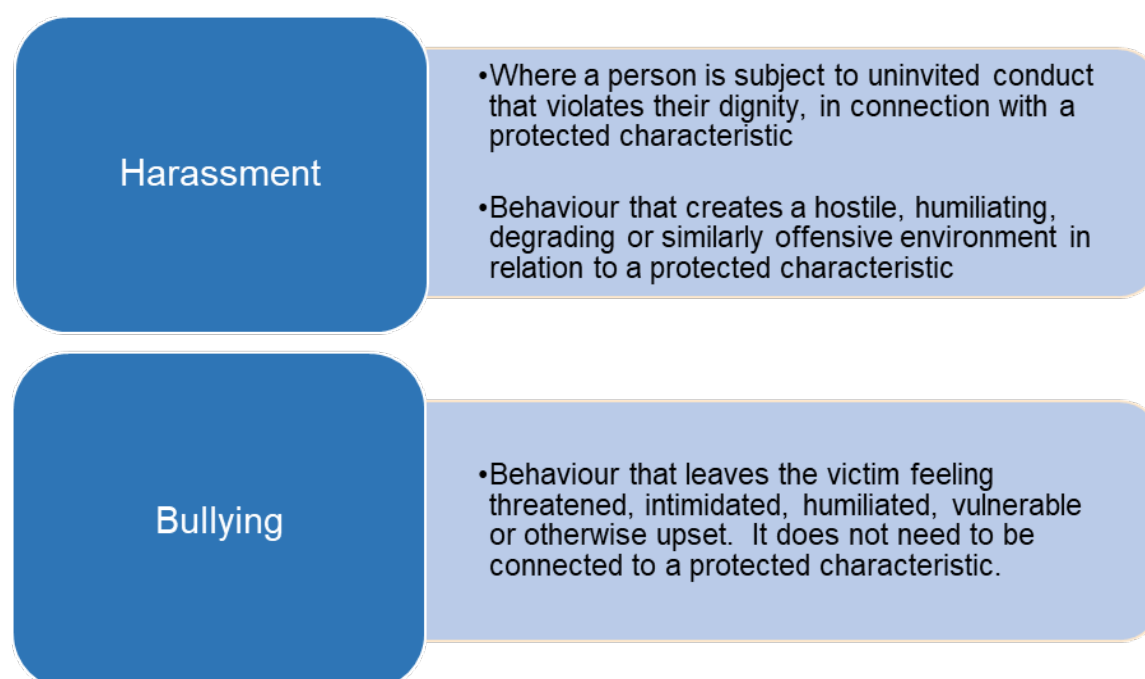 Harassment
•Where a person is subject to uninvited conduct
that violates their dignity, in connection with a
protected characteristic
•Behaviour that creates a hostile, humiliating,
degrading or similarly offensive environment in
relation to a protected characteristic
Bullying
•Behaviour that leaves the victim feeling
threatened, intimidated, humiliated, vulnerable
or otherwise upset.  It does not need to be
connected to a protected characteristic.